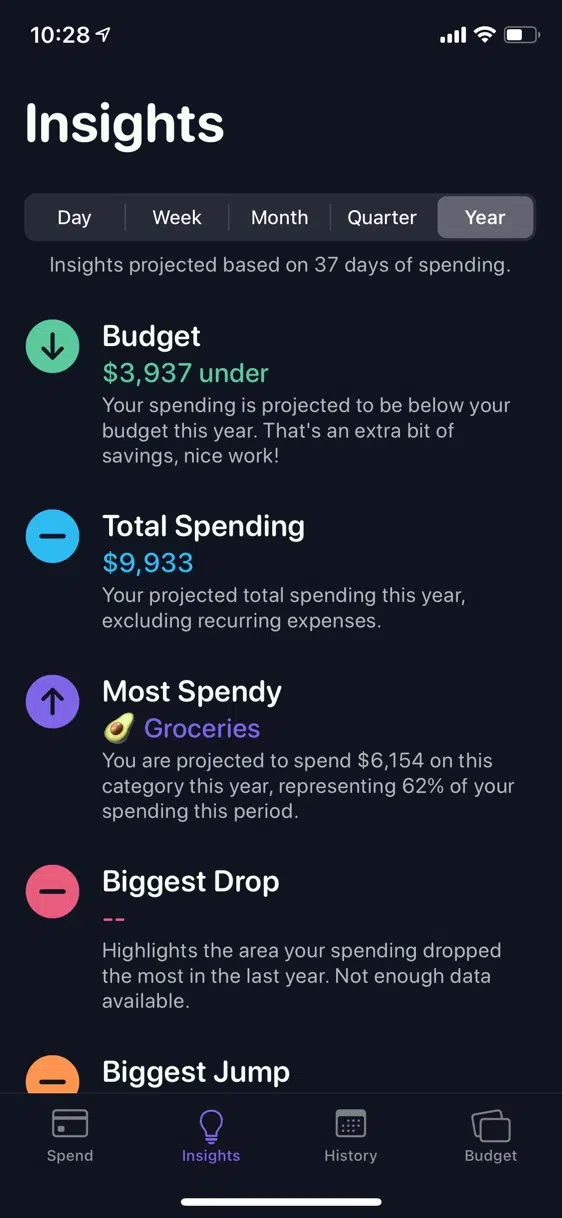 10:28
Insights
Day Week Month Quarter Year
Insights projected based on 37 days of spending.
Budget
$3,937 under
Your spending is projected to be below your
budget this year. That's an extra bit of
savings, nice work!
Total Spending
$9,933
Your projected total spending this year,
excluding recurring expenses.
Most Spendy
🥑 Groceries
You are projected to spend $6,154 on this
category this year, representing 62% of your
spending this period.
Biggest Drop
--
Highlights the area your spending dropped
the most in the last year. Not enough data
available.
Biggest Jump
Spend Insights History Budget